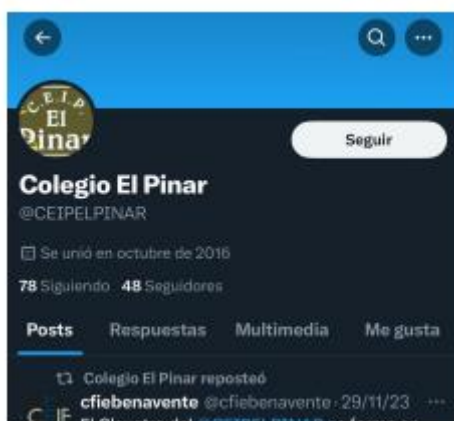 C.E.I.P
El
Pinar
Seguir
Colegio El Pinar
@CEIPELPINAR
Se unió en octubre de 2016
78 Siguiendo 48 Seguidores
Posts Respuestas Multimedia Me gusta
Colegio El Pinar reposteó
cfiebenavente @cfiebenavente · 29/11/23